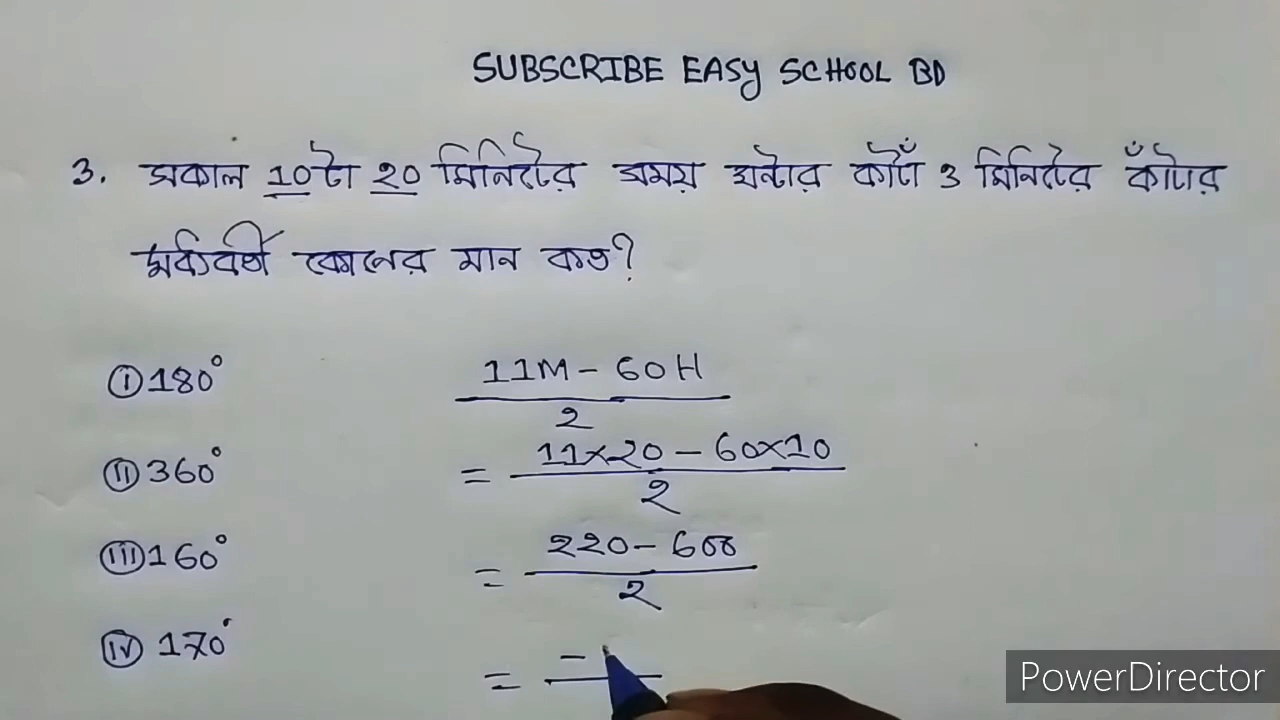 SUBSCRIBE EASY SCHOOL BD
3. সকাল 10টা 20 মিনিটের সময় ঘন্টার কাঁটা ও মিনিটের কাঁটার
মধ্যবর্তী কোনের মান কত?
i 180°
11M - 60H
2
ii 360°
= 11×20 - 60×10
2
iii 160°
= 220 - 600
2
iv 170°
= -
PowerDirector